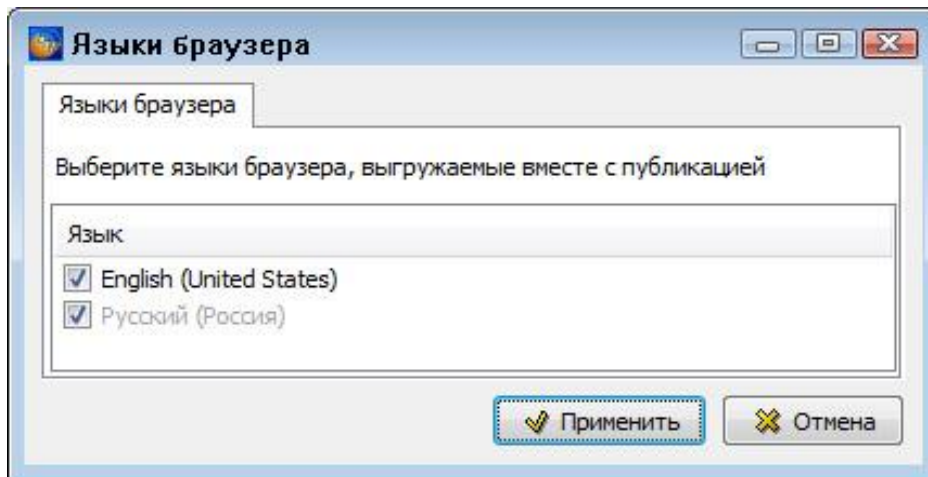 Языки браузера
Языки браузера
Выберите языки браузера, выгружаемые вместе с публикацией
Язык
English (United States)
Русский (Россия)
Применить
Отмена